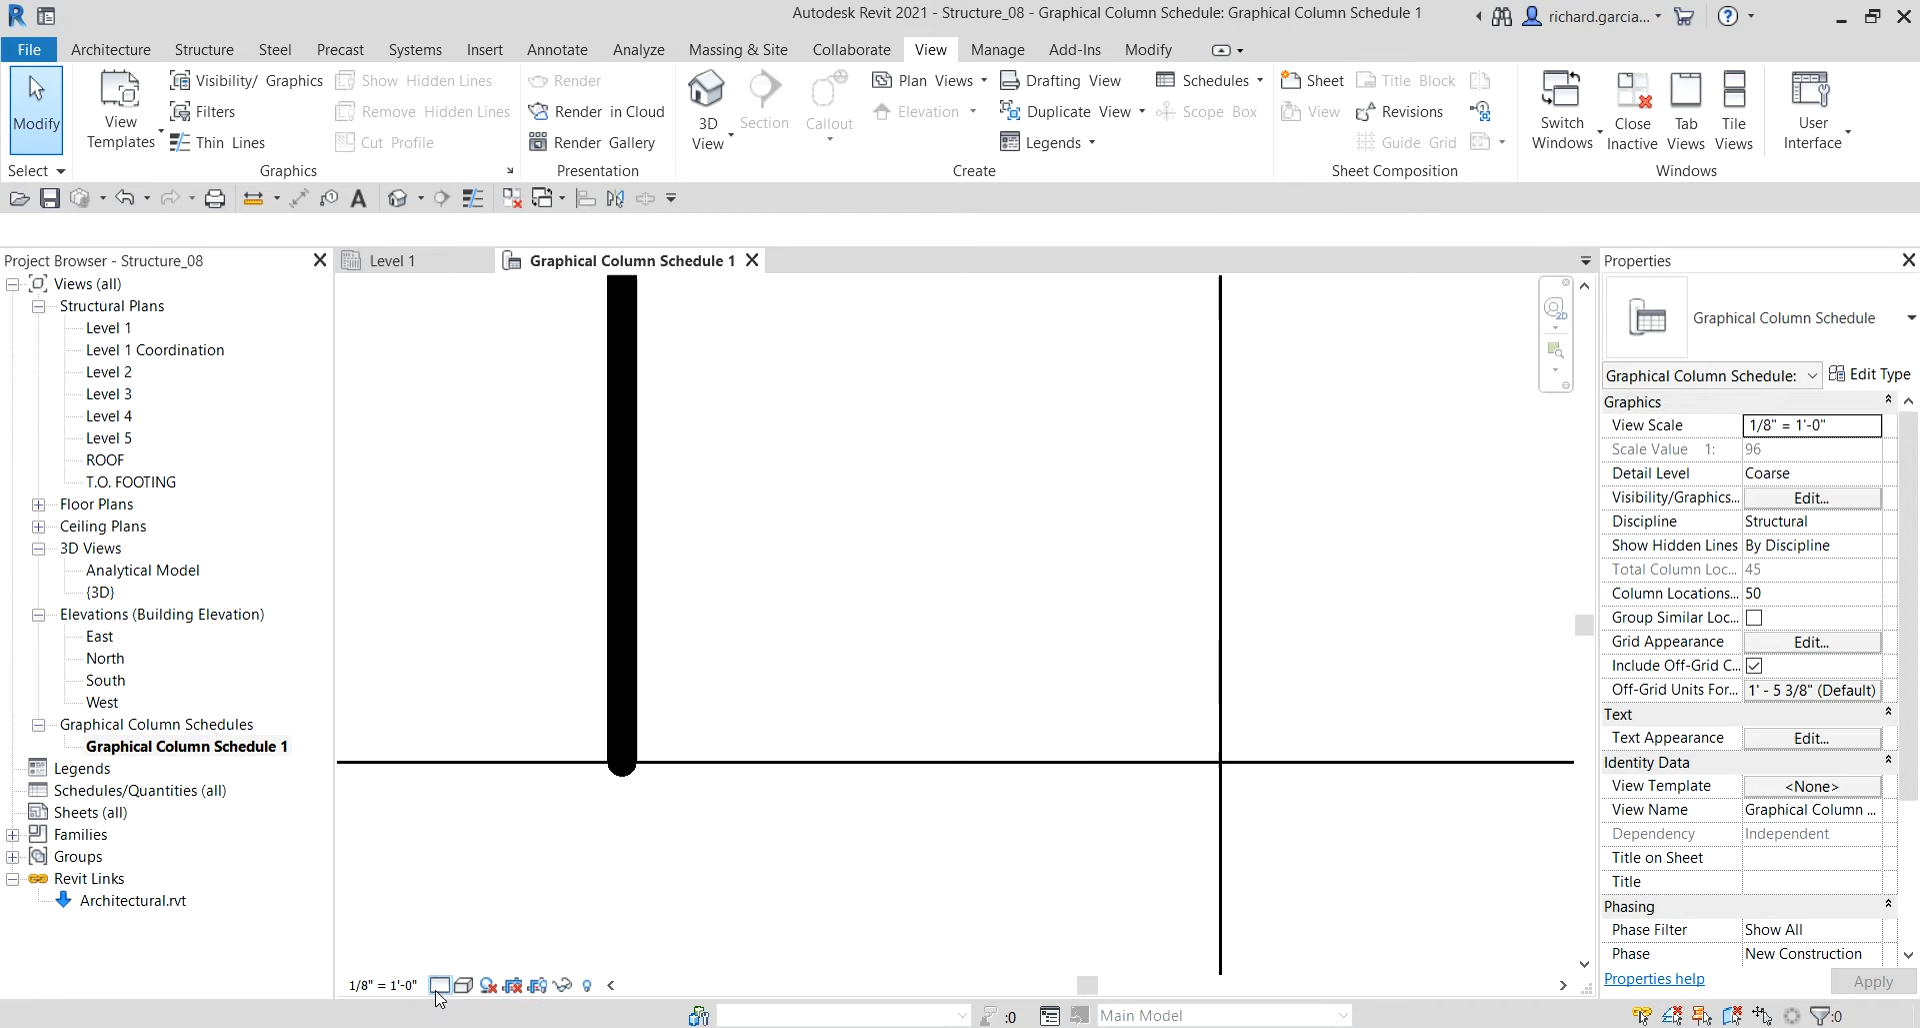 Autodesk Revit 2021 - Structure_08 - Graphical Column Schedule: Graphical Column Schedule 1
richard.garcia...
File Architecture Structure Steel Precast Systems Insert Annotate Analyze Massing & Site Collaborate View Manage Add-Ins Modify
Modify
View Templates
Visibility/ Graphics
Filters
Thin Lines
Show Hidden Lines
Remove Hidden Lines
Cut Profile
Render
Render in Cloud
Render Gallery
3D View
Section
Callout
Plan Views
Elevation
Drafting View
Duplicate View
Legends
Schedules
Scope Box
Sheet
View
Title Block
Revisions
Guide Grid
Switch Windows
Close Inactive
Tab Views
Tile Views
User Interface
Select Graphics Presentation Create Sheet Composition Windows
Project Browser - Structure_08
Views (all)
Structural Plans
Level 1
Level 1 Coordination
Level 2
Level 3
Level 4
Level 5
ROOF
T.O. FOOTING
Floor Plans
Ceiling Plans
3D Views
Analytical Model
{3D}
Elevations (Building Elevation)
East
North
South
West
Graphical Column Schedules
Graphical Column Schedule 1
Legends
Schedules/Quantities (all)
Sheets (all)
Families
Groups
Revit Links
Architectural.rvt
Level 1
Graphical Column Schedule 1
2D
1/8" = 1'-0"
Properties
Graphical Column Schedule
Graphical Column Schedule: Edit Type
Graphics
View Scale 1/8" = 1'-0"
Scale Value 1: 96
Detail Level Coarse
Visibility/Graphics... Edit...
Discipline Structural
Show Hidden Lines By Discipline
Total Column Loc... 45
Column Locations... 50
Group Similar Loc...
Grid Appearance Edit...
Include Off-Grid C...
Off-Grid Units For... 1' - 5 3/8" (Default)
Text
Text Appearance Edit...
Identity Data
View Template <None>
View Name Graphical Column ...
Dependency Independent
Title on Sheet
Title
Phasing
Phase Filter Show All
Phase New Construction
Properties help Apply
:0 Main Model :0